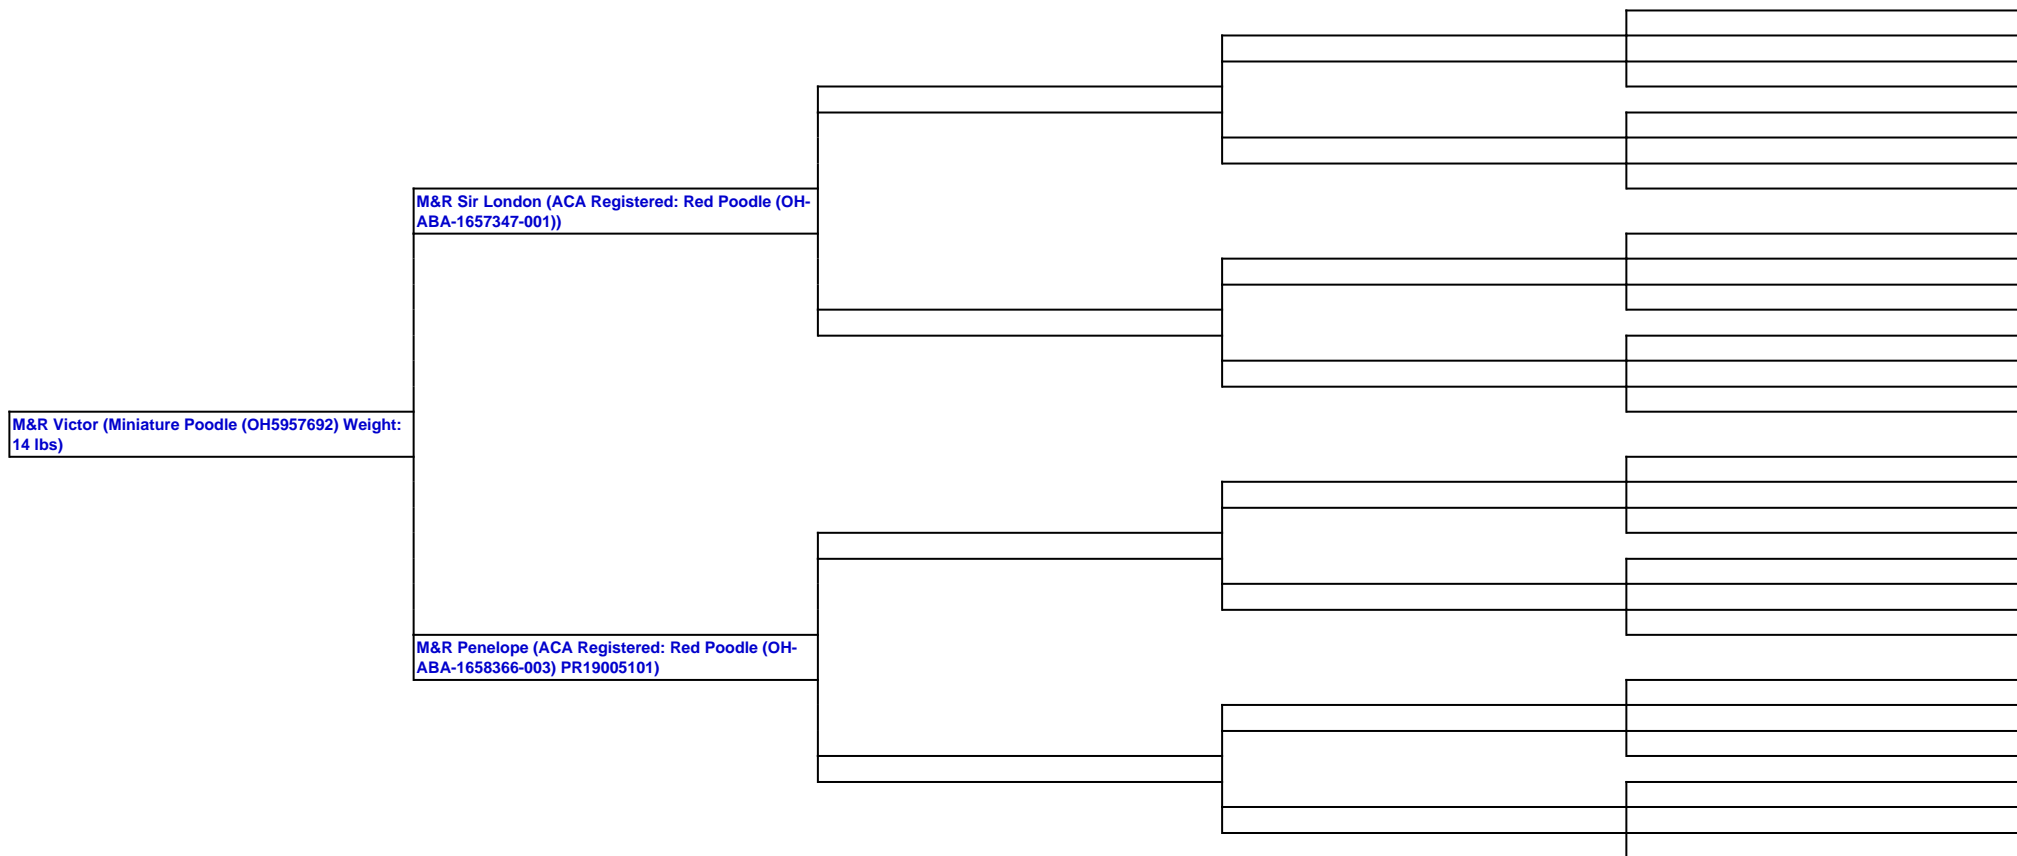 M&R Sir London (ACA Registered: Red Poodle (OH-
ABA-1657347-001))
M&R Victor (Miniature Poodle (OH5957692) Weight:
14 lbs)
M&R Penelope (ACA Registered: Red Poodle (OH-
ABA-1658366-003) PR19005101)